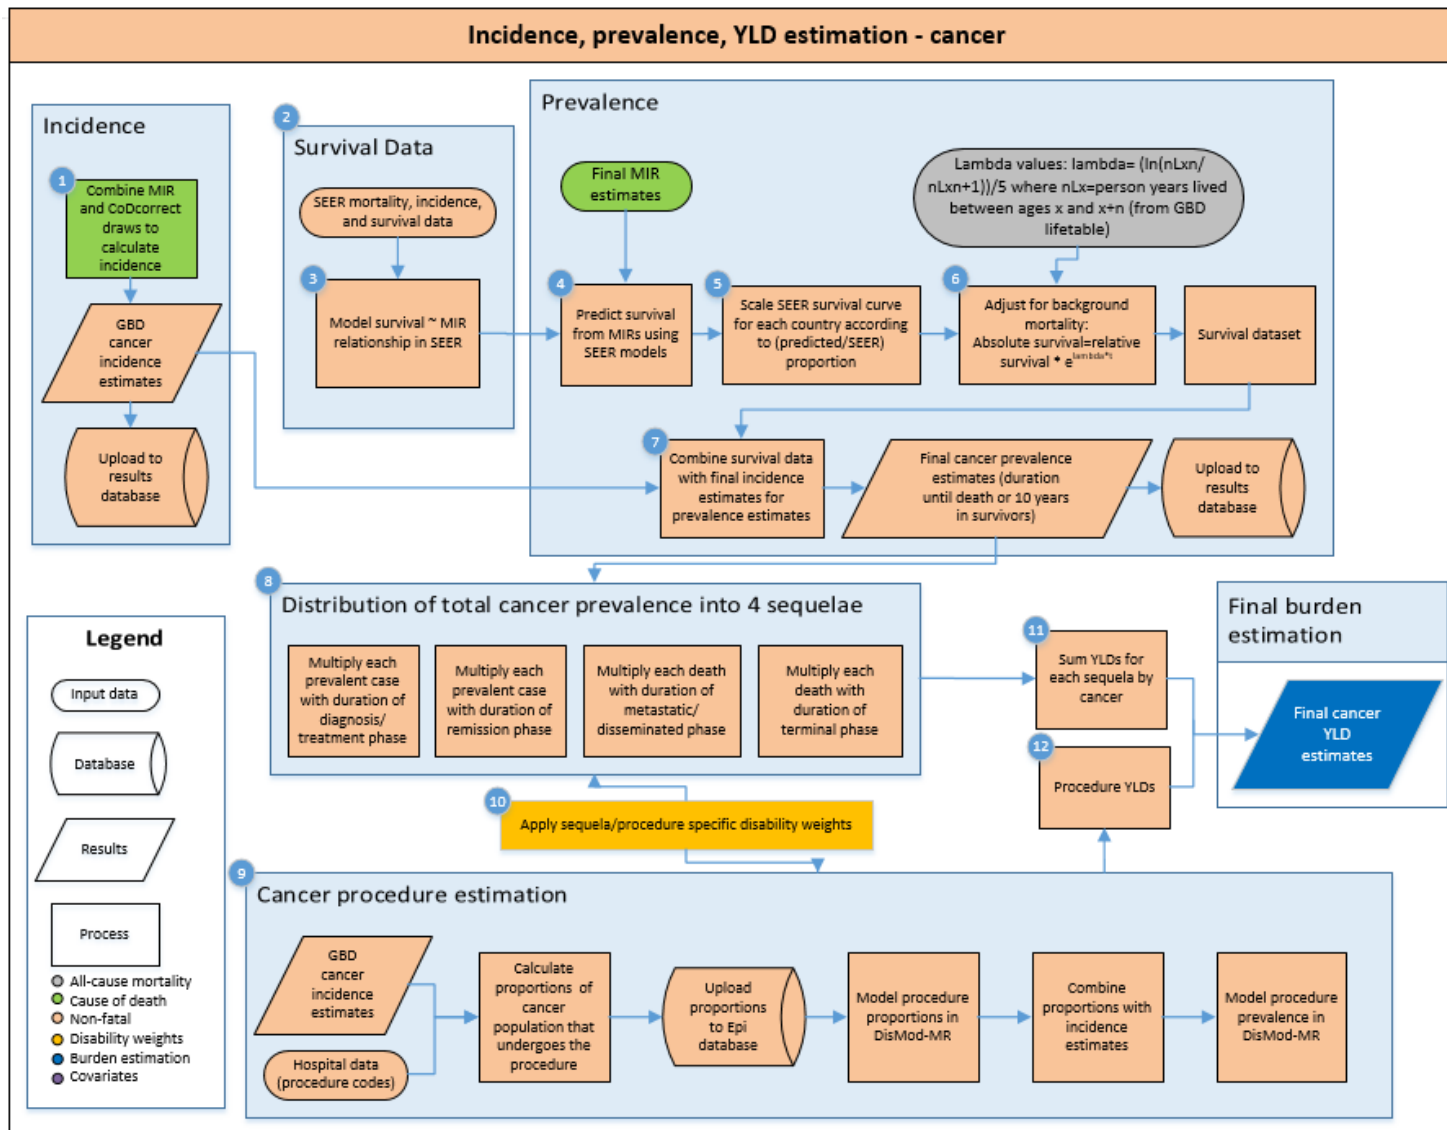 Incidence, prevalence, YLD estimation - cancer
Incidence
1
Combine MIR
and CoDcorrect
draws to
calculate
incidence
GBD
cancer
incidence
estimates
Upload to
results
database
2
Survival Data
SEER mortality, incidence,
and survival data
3
Model survival ~ MIR
relationship in SEER
Prevalence
Final MIR
estimates
Lambda values: lambda= (ln(nLxn/
nLxn+1))/5 where nLx=person years lived
between ages x and x+n (from GBD
lifetable)
4
Predict survival
from MIRs using
SEER models
5
Scale SEER survival curve
for each country according
to (predicted/SEER)
proportion
6
Adjust for background
mortality:
Absolute survival=relative
survival * e^lambda*t
Survival dataset
7
Combine survival data
with final incidence
estimates for
prevalence estimates
Final cancer prevalence
estimates (duration
until death or 10 years
in survivors)
Upload to
results
database
8
Distribution of total cancer prevalence into 4 sequelae
Multiply each
prevalent case
with duration of
diagnosis/
treatment phase
Multiply each
prevalent case
with duration of
remission phase
Multiply each death
with duration of
metastatic/
disseminated phase
Multiply each
death with
duration of
terminal phase
11
Sum YLDs for
each sequela by
cancer
12
Procedure YLDs
Final burden
estimation
Final cancer
YLD
estimates
10
Apply sequela/procedure specific disability weights
9
Cancer procedure estimation
GBD
cancer
incidence
estimates
Hospital data
(procedure codes)
Calculate
proportions of
cancer
population that
undergoes the
procedure
Upload
proportions
to Epi
database
Model procedure
proportions in
DisMod-MR
Combine
proportions with
incidence
estimates
Model procedure
prevalence in
DisMod-MR
Legend
Input data
Database
Results
Process
All-cause mortality
Cause of death
Non-fatal
Disability weights
Burden estimation
Covariates